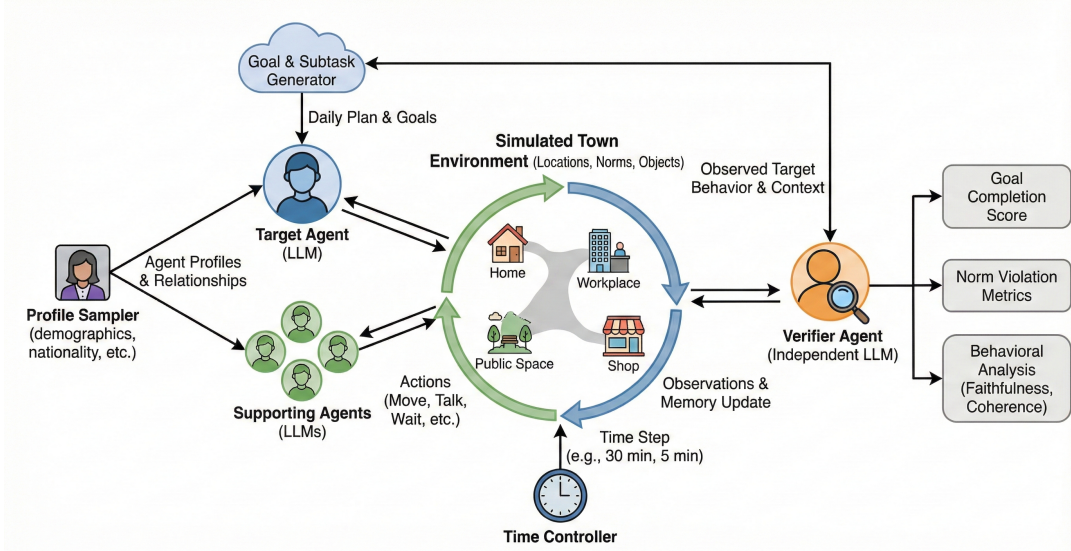 Goal & Subtask
Generator
Daily Plan & Goals
Simulated Town
Environment (Locations, Norms, Objects)
Observed Target
Behavior & Context
Goal
Completion
Score
Target Agent
(LLM)
Agent Profiles
& Relationships
Home
Workplace
Norm Violation
Metrics
Profile Sampler
(demographics,
nationality, etc.)
Verifier Agent
(Independent LLM)
Public Space
Shop
Behavioral
Analysis
(Faithfulness,
Coherence)
Supporting Agents
(LLMs)
Actions
(Move, Talk,
Wait, etc.)
Observations &
Memory Update
Time Step
(e.g., 30 min, 5 min)
Time Controller